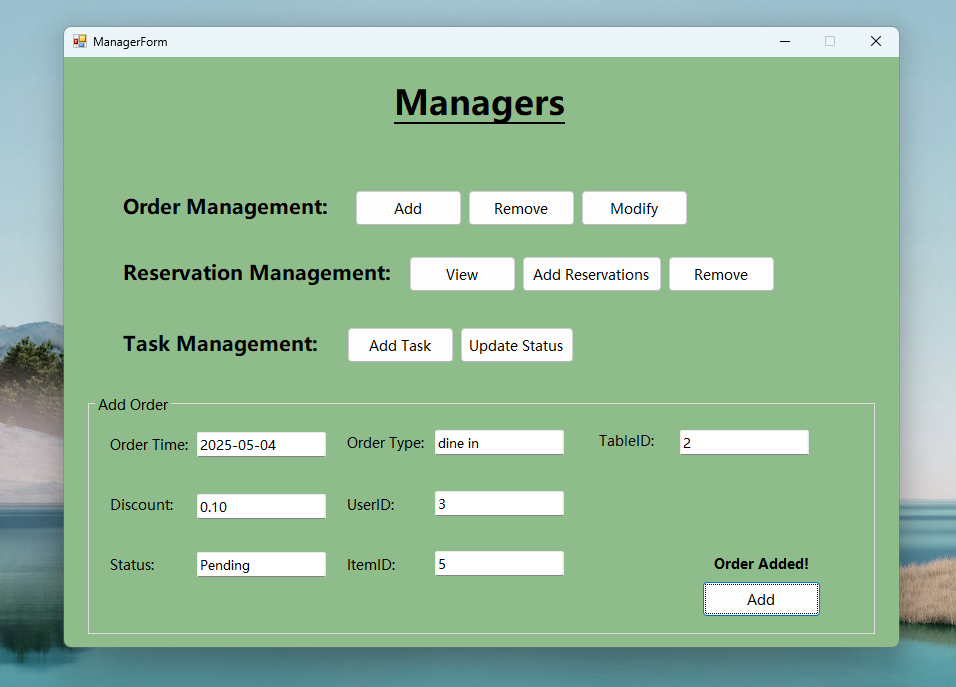 ManagerForm
Managers
Order Management: Add Remove Modify
Reservation Management: View Add Reservations Remove
Task Management: Add Task Update Status
Add Order
Order Time: 2025-05-04 Order Type: dine in TableID: 2
Discount: 0.10 UserID: 3
Status: Pending ItemID: 5 Order Added!
Add